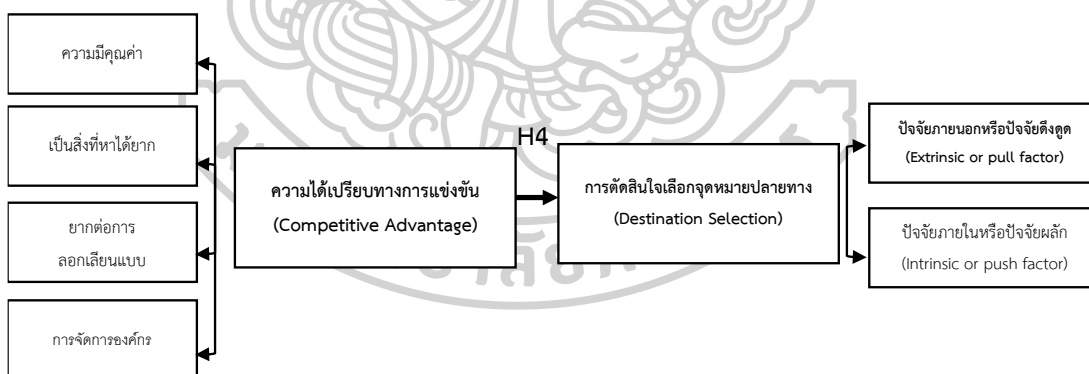 ความมีคุณค่า
เป็นสิ่งที่หาได้ยาก
ยากต่อการ
ลอกเลียนแบบ
การจัดการองค์กร
ความได้เปรียบทางการแข่งขัน
(Competitive Advantage)
H4
การตัดสินใจเลือกจุดหมายปลายทาง
(Destination Selection)
ปัจจัยภายนอกหรือปัจจัยดึงดูด
(Extrinsic or pull factor)
ปัจจัยภายในหรือปัจจัยผลัก
(Intrinsic or push factor)